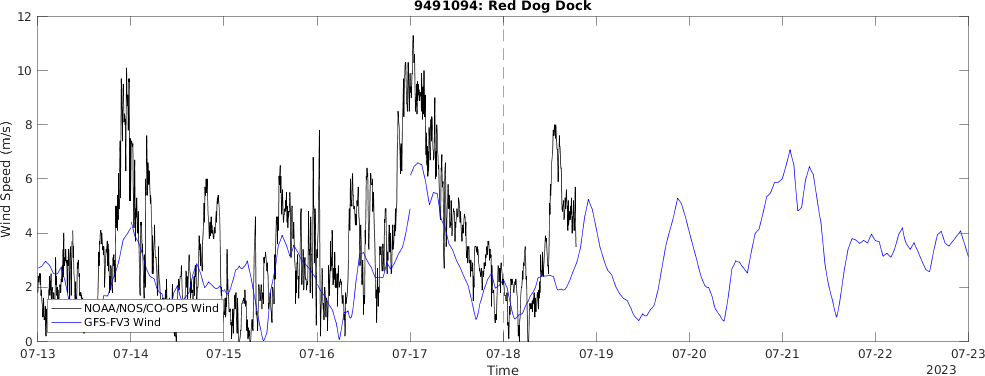 9491094: Red Dog Dock
Wind Speed (m/s)
12
10
8
6
4
2
0
NOAA/NOS/CO-OPS Wind
GFS-FV3 Wind
07-13 07-14 07-15 07-16 07-17 07-18 07-19 07-20 07-21 07-22 07-23
Time
2023